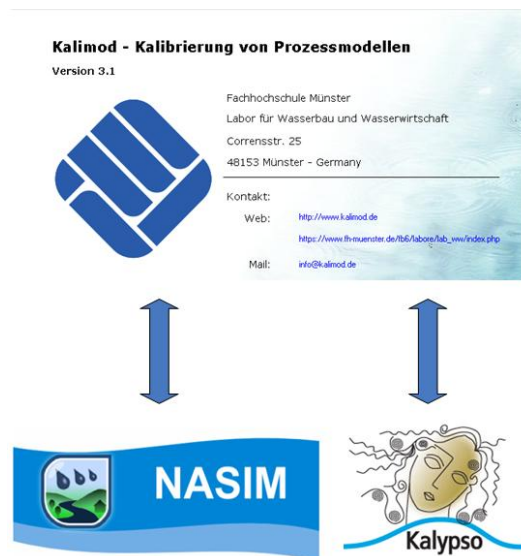 Kalimod - Kalibrierung von Prozessmodellen
Version 3.1
Fachhochschule Münster
Labor für Wasserbau und Wasserwirtschaft
Corrensstr. 25
48153 Münster - Germany
Kontakt:
Web: http://www.kalimod.de
https://www.fh-muenster.de/fb6/labore/lab_ww/index.php
Mail: info@kalimod.de
NASIM
Kalypso